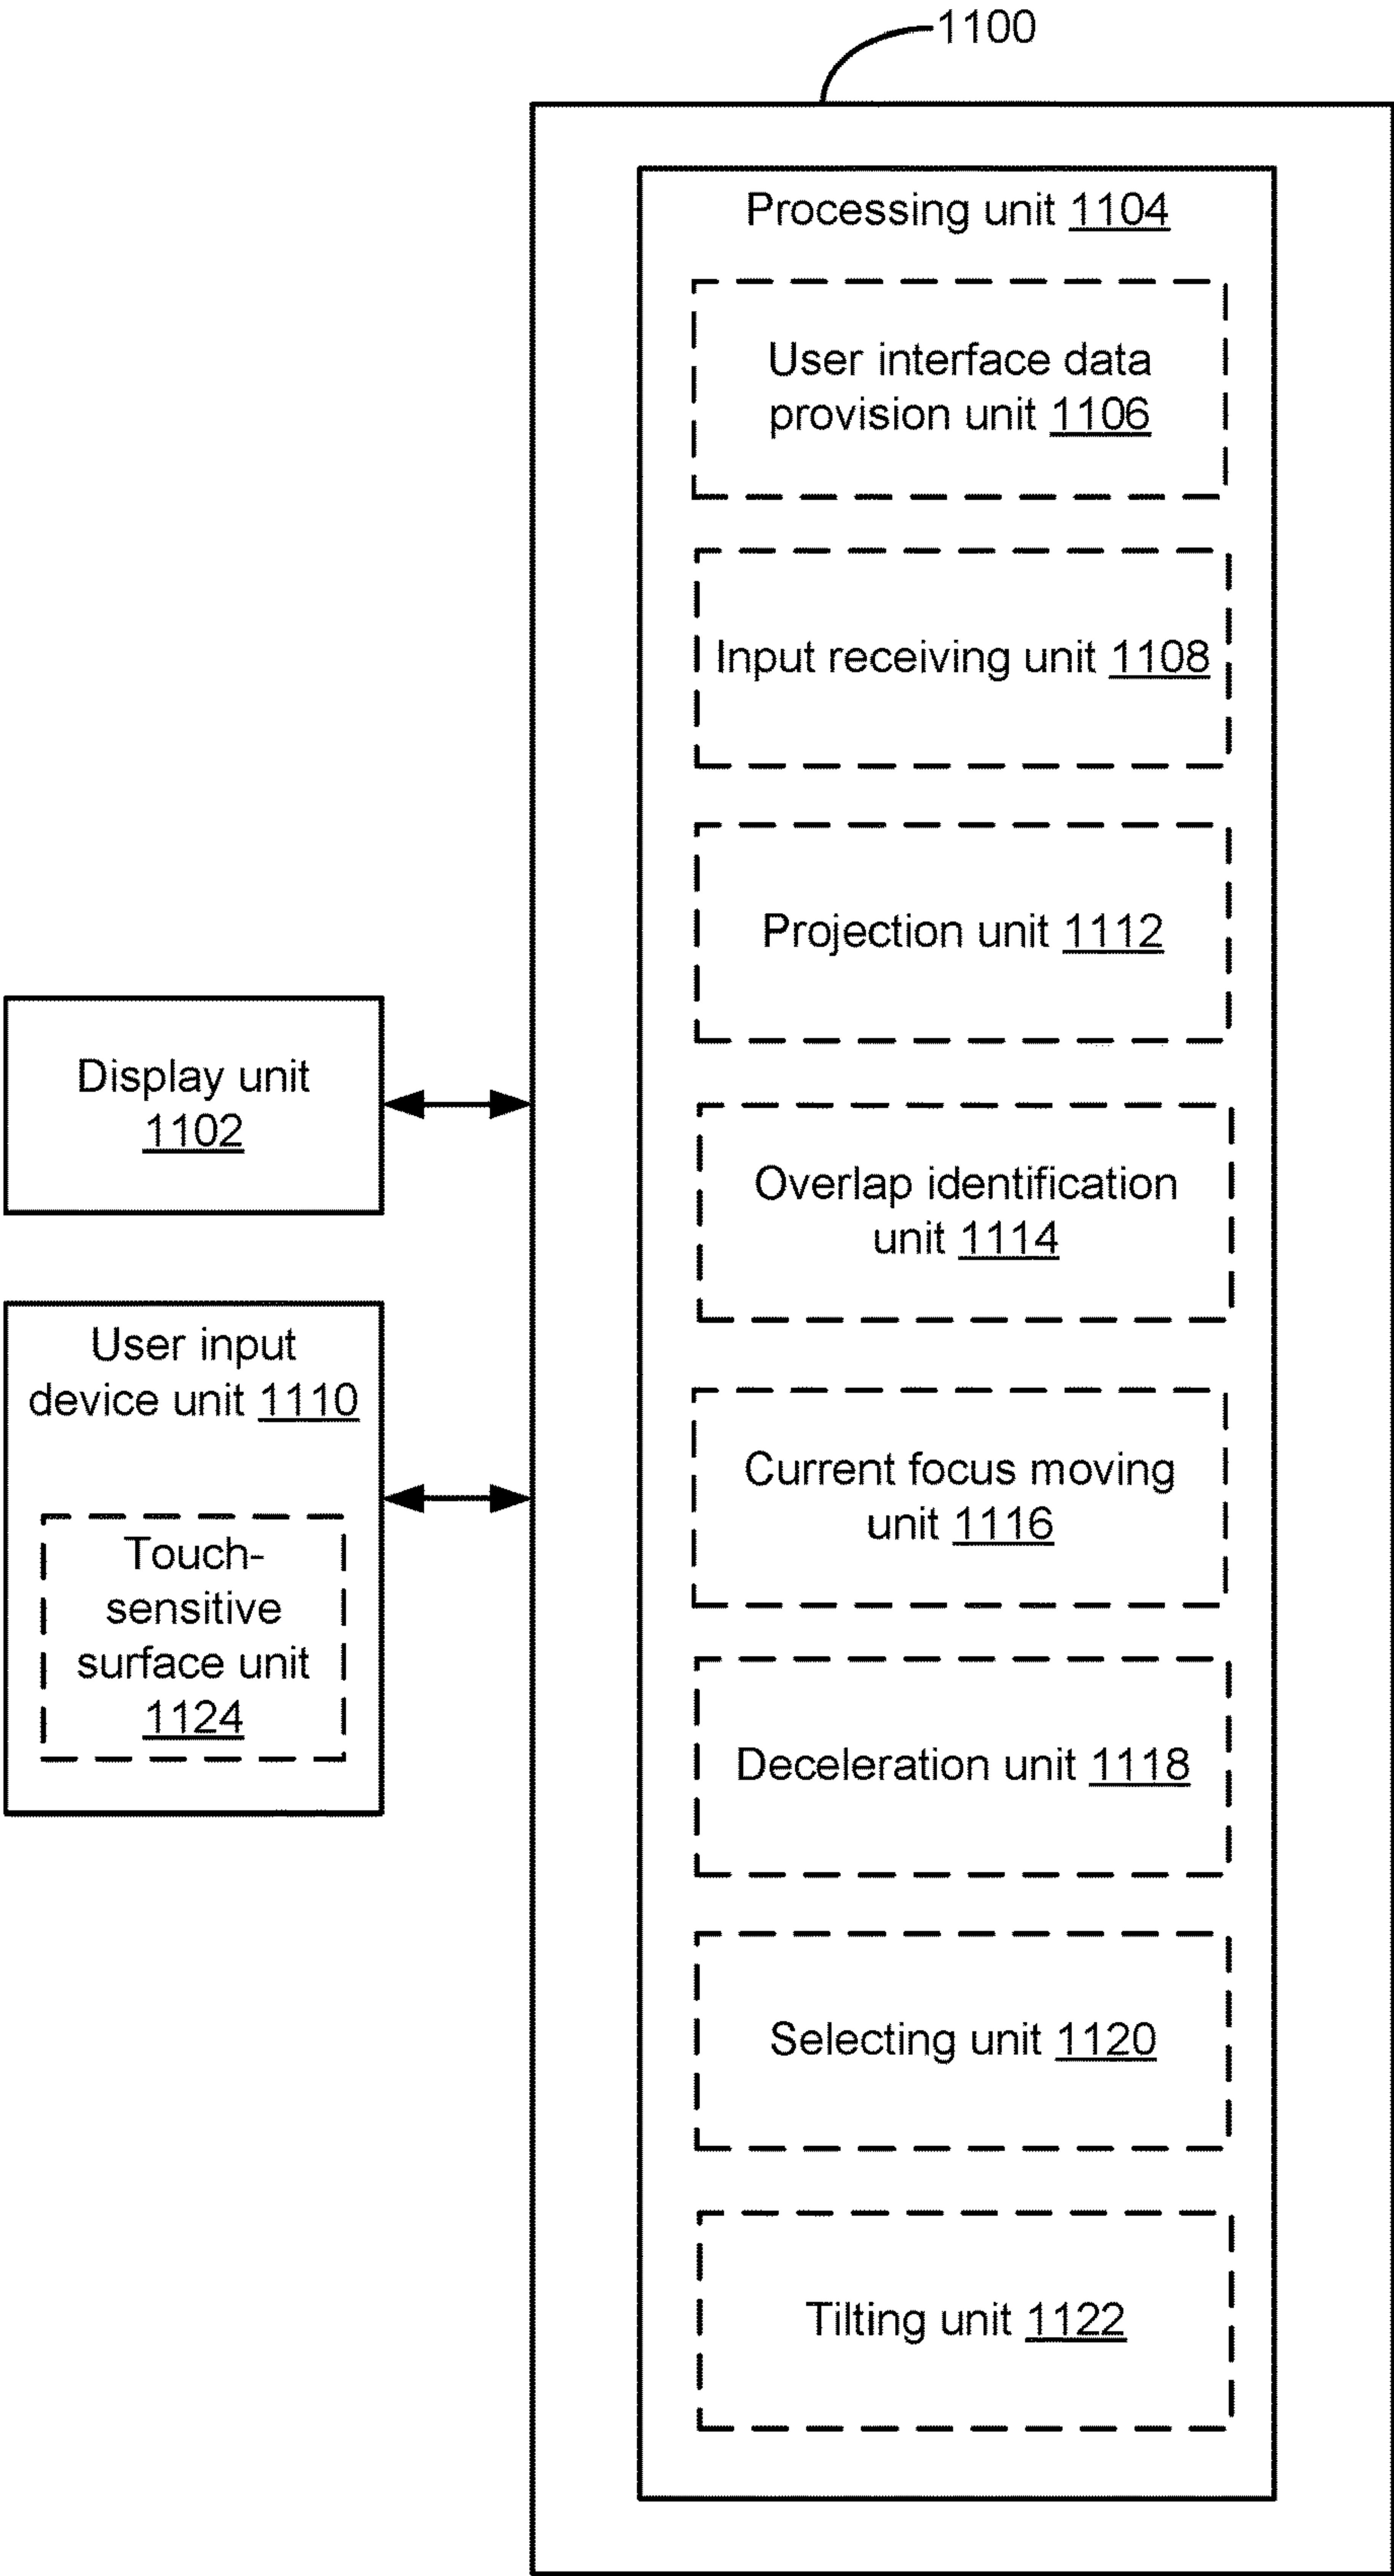 1100
Processing unit 1104
User interface data
provision unit 1106
Input receiving unit 1108
Projection unit 1112
Display unit
1102
Overlap identification
unit 1114
User input
device unit 1110
Touch-
sensitive
surface unit
1124
Current focus moving
unit 1116
Deceleration unit 1118
Selecting unit 1120
Tilting unit 1122